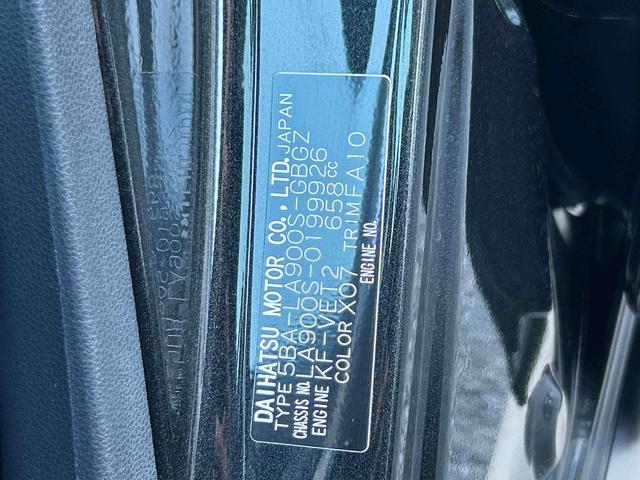 DAIHATSU MOTOR CO., LTD. JAPAN
TYPE 5BA-LA900S-GBGZ
CHASSIS NO. LA900S-0199926
ENGINE KF-VET2 658CC
COLOR X07 TRIM FA10
ENGINE NO.